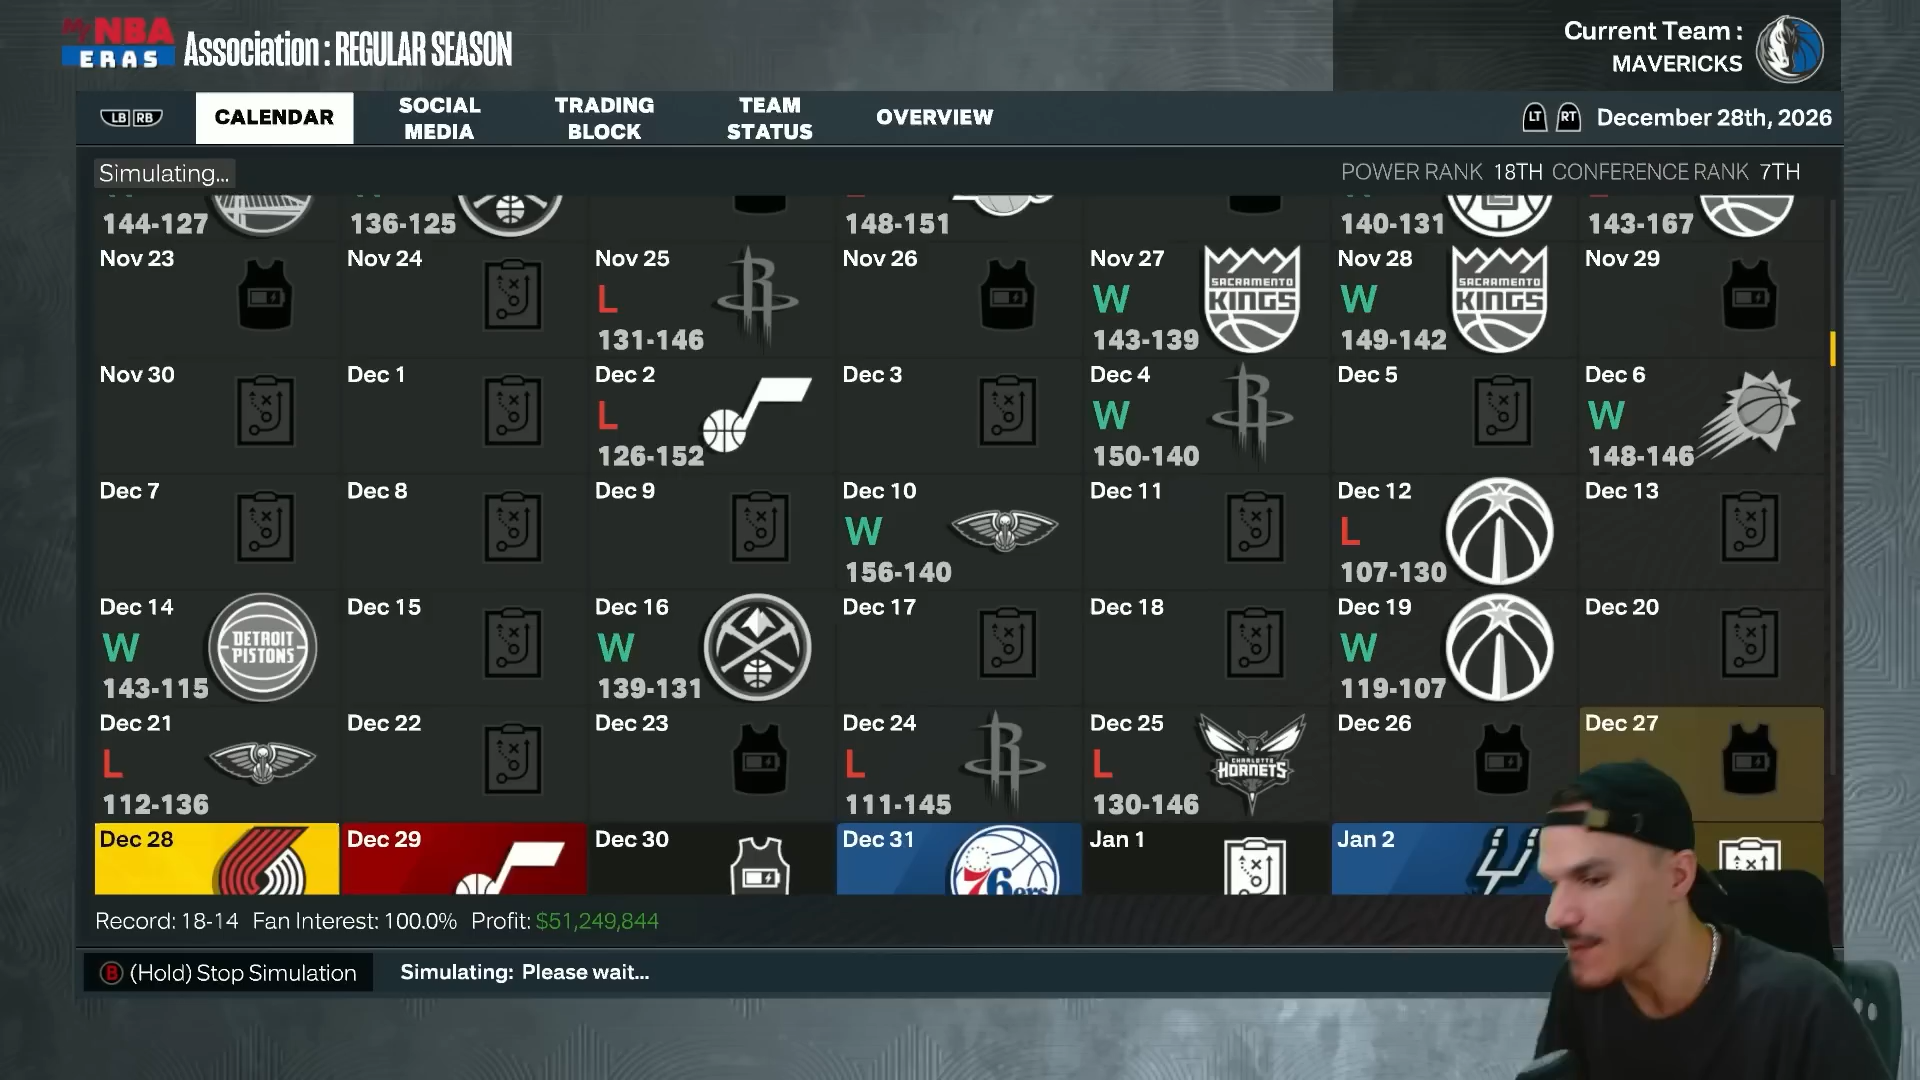 My NBA ERAS
Association : REGULAR SEASON
Current Team :
MAVERICKS
LB RB
CALENDAR
SOCIAL MEDIA
TRADING BLOCK
TEAM STATUS
OVERVIEW
LT RT December 28th, 2026
Simulating...
POWER RANK 18TH CONFERENCE RANK 7TH
144-127
136-125
148-151
140-131
143-167
Nov 23
Nov 24
Nov 25
L
131-146
Nov 26
Nov 27
W
143-139
SACRAMENTO KINGS
Nov 28
W
149-142
SACRAMENTO KINGS
Nov 29
Nov 30
Dec 1
Dec 2
L
126-152
Dec 3
Dec 4
W
150-140
Dec 5
Dec 6
W
148-146
Dec 7
Dec 8
Dec 9
Dec 10
W
156-140
Dec 11
Dec 12
L
107-130
Dec 13
Dec 14
W
143-115
DETROIT PISTONS
Dec 15
Dec 16
W
139-131
Dec 17
Dec 18
Dec 19
W
119-107
Dec 20
Dec 21
L
112-136
Dec 22
Dec 23
Dec 24
L
111-145
Dec 25
L
130-146
CHARLOTTE HORNETS
Dec 26
Dec 27
Dec 28
Dec 29
Dec 30
Dec 31
76ers
Jan 1
Jan 2
Record: 18-14 Fan Interest: 100.0% Profit: $51,249,844
B (Hold) Stop Simulation
Simulating: Please wait...